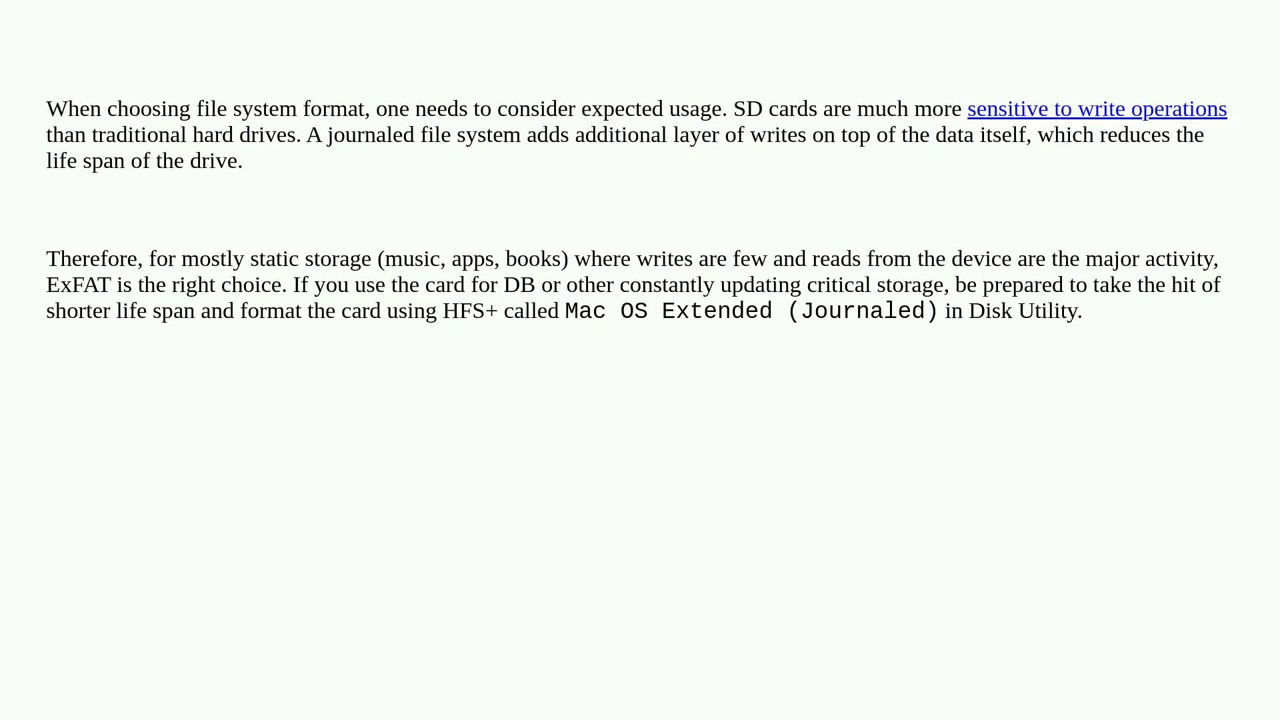 When choosing file system format, one needs to consider expected usage. SD cards are much more sensitive to write operations
than traditional hard drives. A journaled file system adds additional layer of writes on top of the data itself, which reduces the
life span of the drive.
Therefore, for mostly static storage (music, apps, books) where writes are few and reads from the device are the major activity,
ExFAT is the right choice. If you use the card for DB or other constantly updating critical storage, be prepared to take the hit of
shorter life span and format the card using HFS+ called Mac OS Extended (Journaled) in Disk Utility.